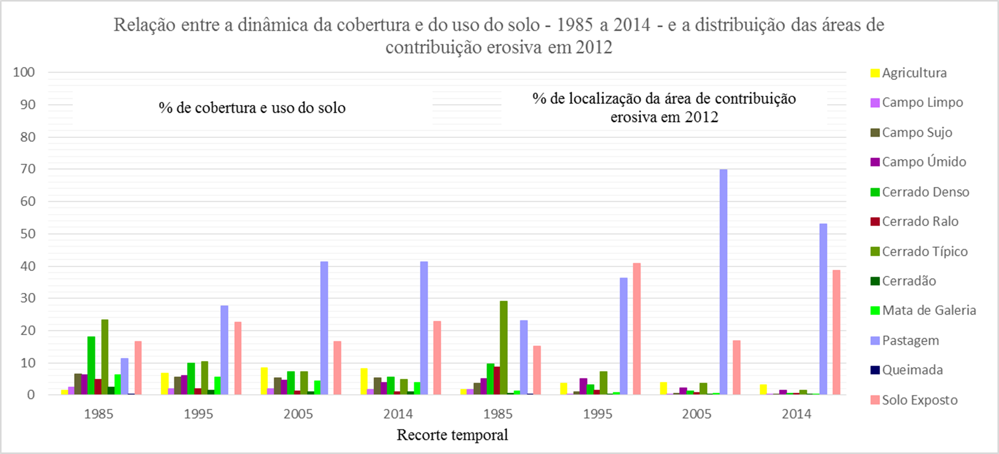 Relação entre a dinâmica da cobertura e do uso do solo - 1985 a 2014 - e a distribuição das áreas de
contribuição erosiva em 2012
100
90
80
70
60
50
40
30
20
10
0
% de cobertura e uso do solo
% de localização da área de contribuição
erosiva em 2012
1985
1995
2005
2014
1985
1995
2005
2014
Recorte temporal
Agricultura
Campo Limpo
Campo Sujo
Campo Úmido
Cerrado Denso
Cerrado Ralo
Cerrado Típico
Cerradão
Mata de Galeria
Pastagem
Queimada
Solo Exposto